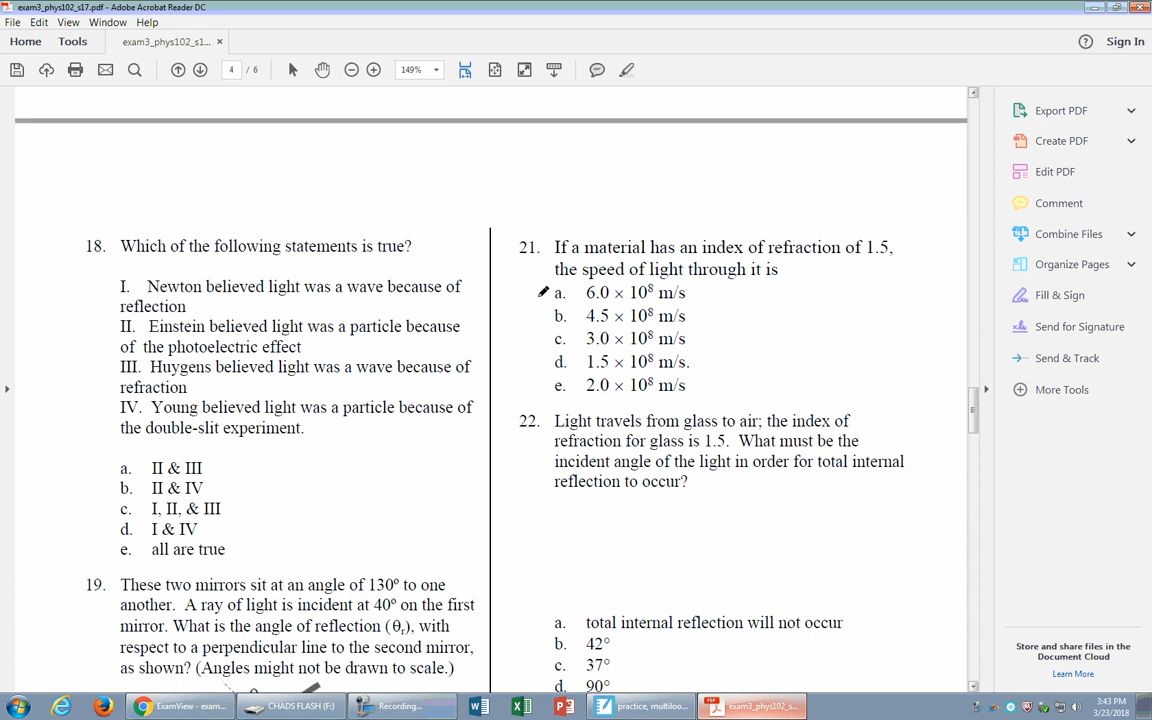 exam3_phys102_s17.pdf - Adobe Acrobat Reader DC
File Edit View Window Help
Home Tools exam3_phys102_s1... × ? Sign In
4 / 6 149%
18. Which of the following statements is true?
I. Newton believed light was a wave because of
reflection
II. Einstein believed light was a particle because
of the photoelectric effect
III. Huygens believed light was a wave because of
refraction
IV. Young believed light was a particle because of
the double-slit experiment.
a. II & III
b. II & IV
c. I, II, & III
d. I & IV
e. all are true
19. These two mirrors sit at an angle of 130º to one
another. A ray of light is incident at 40º on the first
mirror. What is the angle of reflection (θr), with
respect to a perpendicular line to the second mirror,
as shown? (Angles might not be drawn to scale.)
21. If a material has an index of refraction of 1.5,
the speed of light through it is
a. 6.0 × 10⁸ m/s
b. 4.5 × 10⁸ m/s
c. 3.0 × 10⁸ m/s
d. 1.5 × 10⁸ m/s.
e. 2.0 × 10⁸ m/s
22. Light travels from glass to air; the index of
refraction for glass is 1.5. What must be the
incident angle of the light in order for total internal
reflection to occur?
a. total internal reflection will not occur
b. 42°
c. 37°
d. 90°
Export PDF
Create PDF
Edit PDF
Comment
Combine Files
Organize Pages
Fill & Sign
Send for Signature
Send & Track
More Tools
Store and share files in the
Document Cloud
Learn More
ExamView - exam... CHADS FLASH (F:) Recording... practice, multiloo... exam3_phys102_s...
3:43 PM
3/23/2018